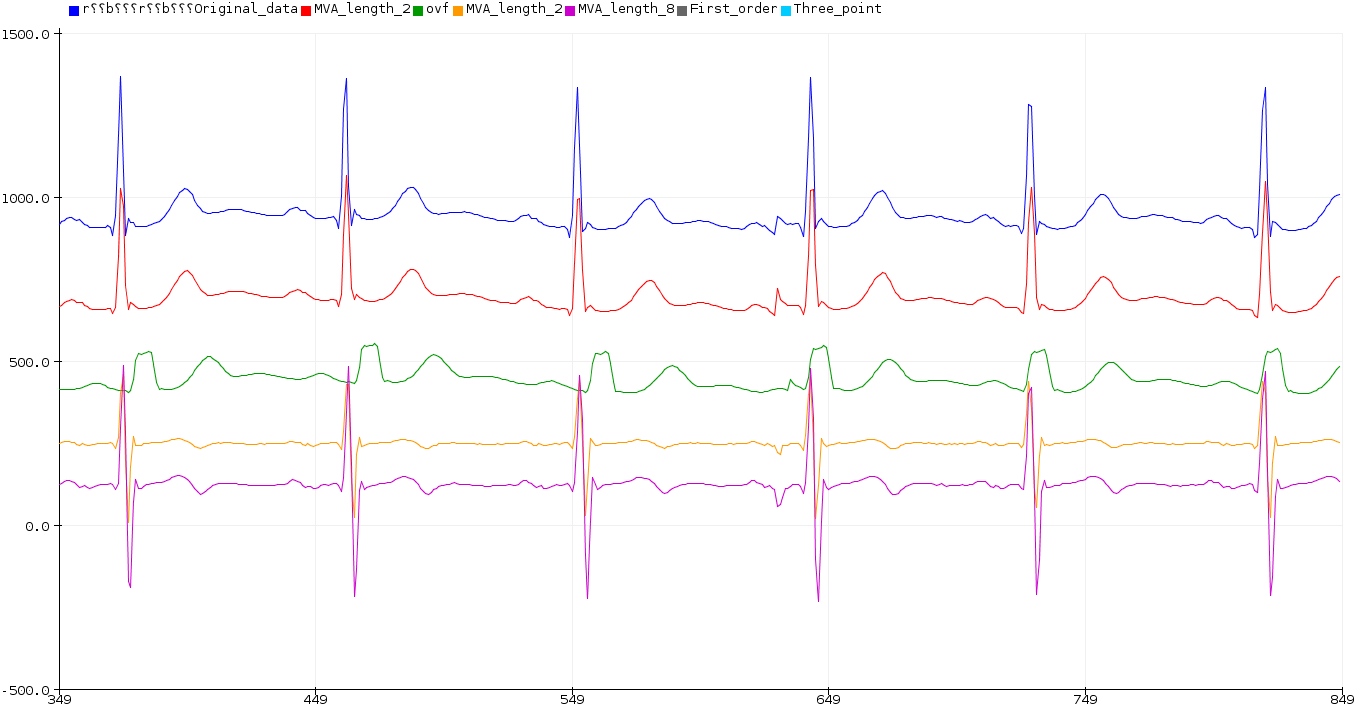 r⸮⸮b⸮⸮⸮r⸮⸮b⸮⸮⸮Original_data MVA_length_2 ovf MVA_length_2 MVA_length_8 First_order Three_point
1500.0
1000.0
500.0
0.0
-500.0
349 449 549 649 749 849